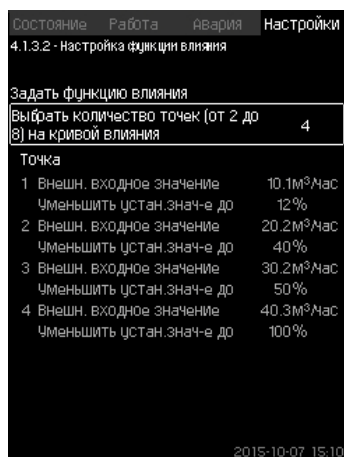 Состояние Работа Авария Настройки
4.1.3.2 - Настройка функции влияния
Задать функцию влияния
Выбрать количество точек (от 2 до 4
8) на кривой влияния
Точка
1 Внешн. входное значение 10.1м³/час
Уменьшить устан.знач-е до 12%
2 Внешн. входное значение 20.2м³/час
Уменьшить устан.знач-е до 40%
3 Внешн. входное значение 30.2м³/час
Уменьшить устан.знач-е до 50%
4 Внешн. входное значение 40.3м³/час
Уменьшить устан.знач-е до 100%
2015-10-07 15:10